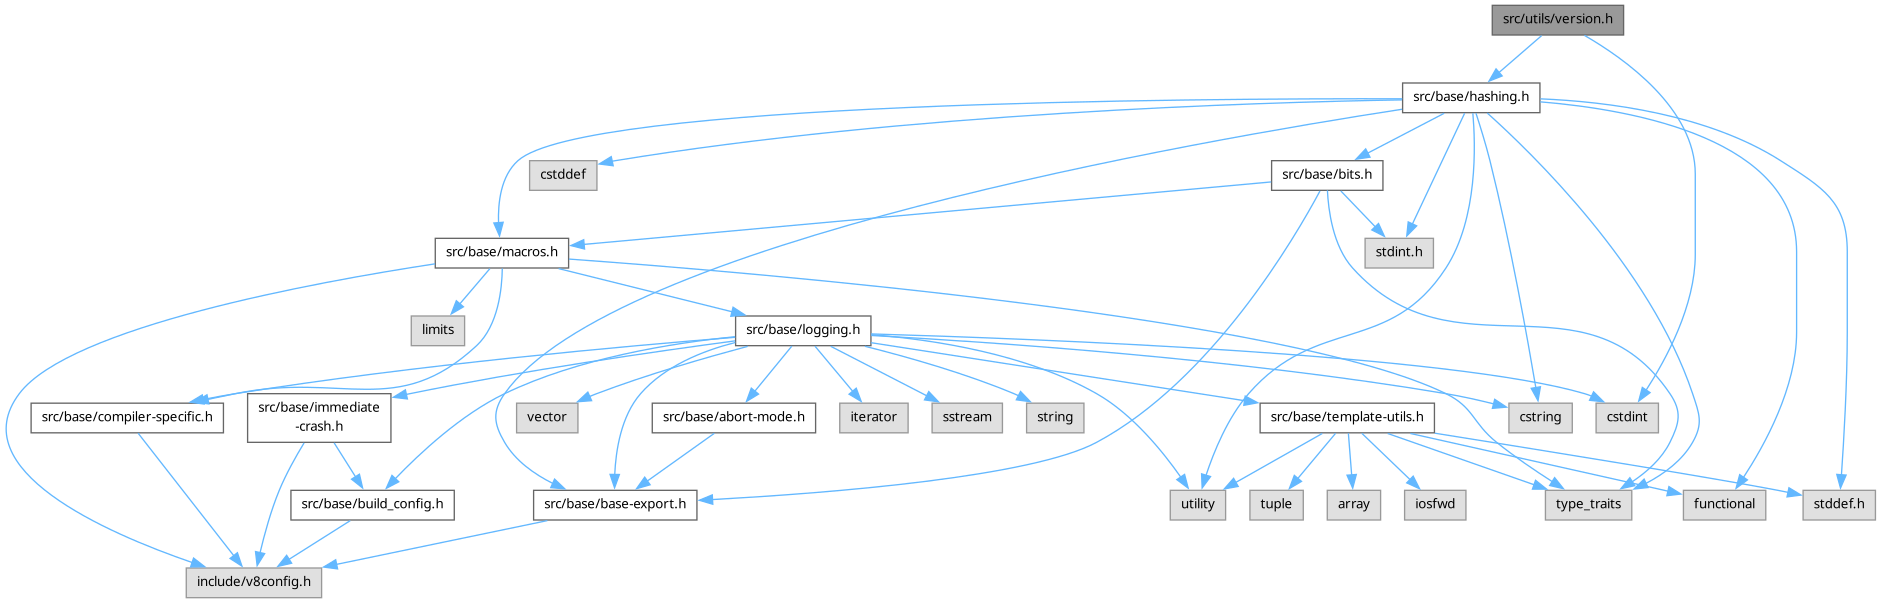 src/utils/version.h
src/base/hashing.h
cstddef
src/base/bits.h
src/base/macros.h
stdint.h
limits
src/base/logging.h
src/base/compiler-specific.h
src/base/immediate
-crash.h
vector
src/base/abort-mode.h
iterator
sstream
string
src/base/template-utils.h
cstring
cstdint
src/base/build_config.h
src/base/base-export.h
utility
tuple
array
iosfwd
type_traits
functional
stddef.h
include/v8config.h